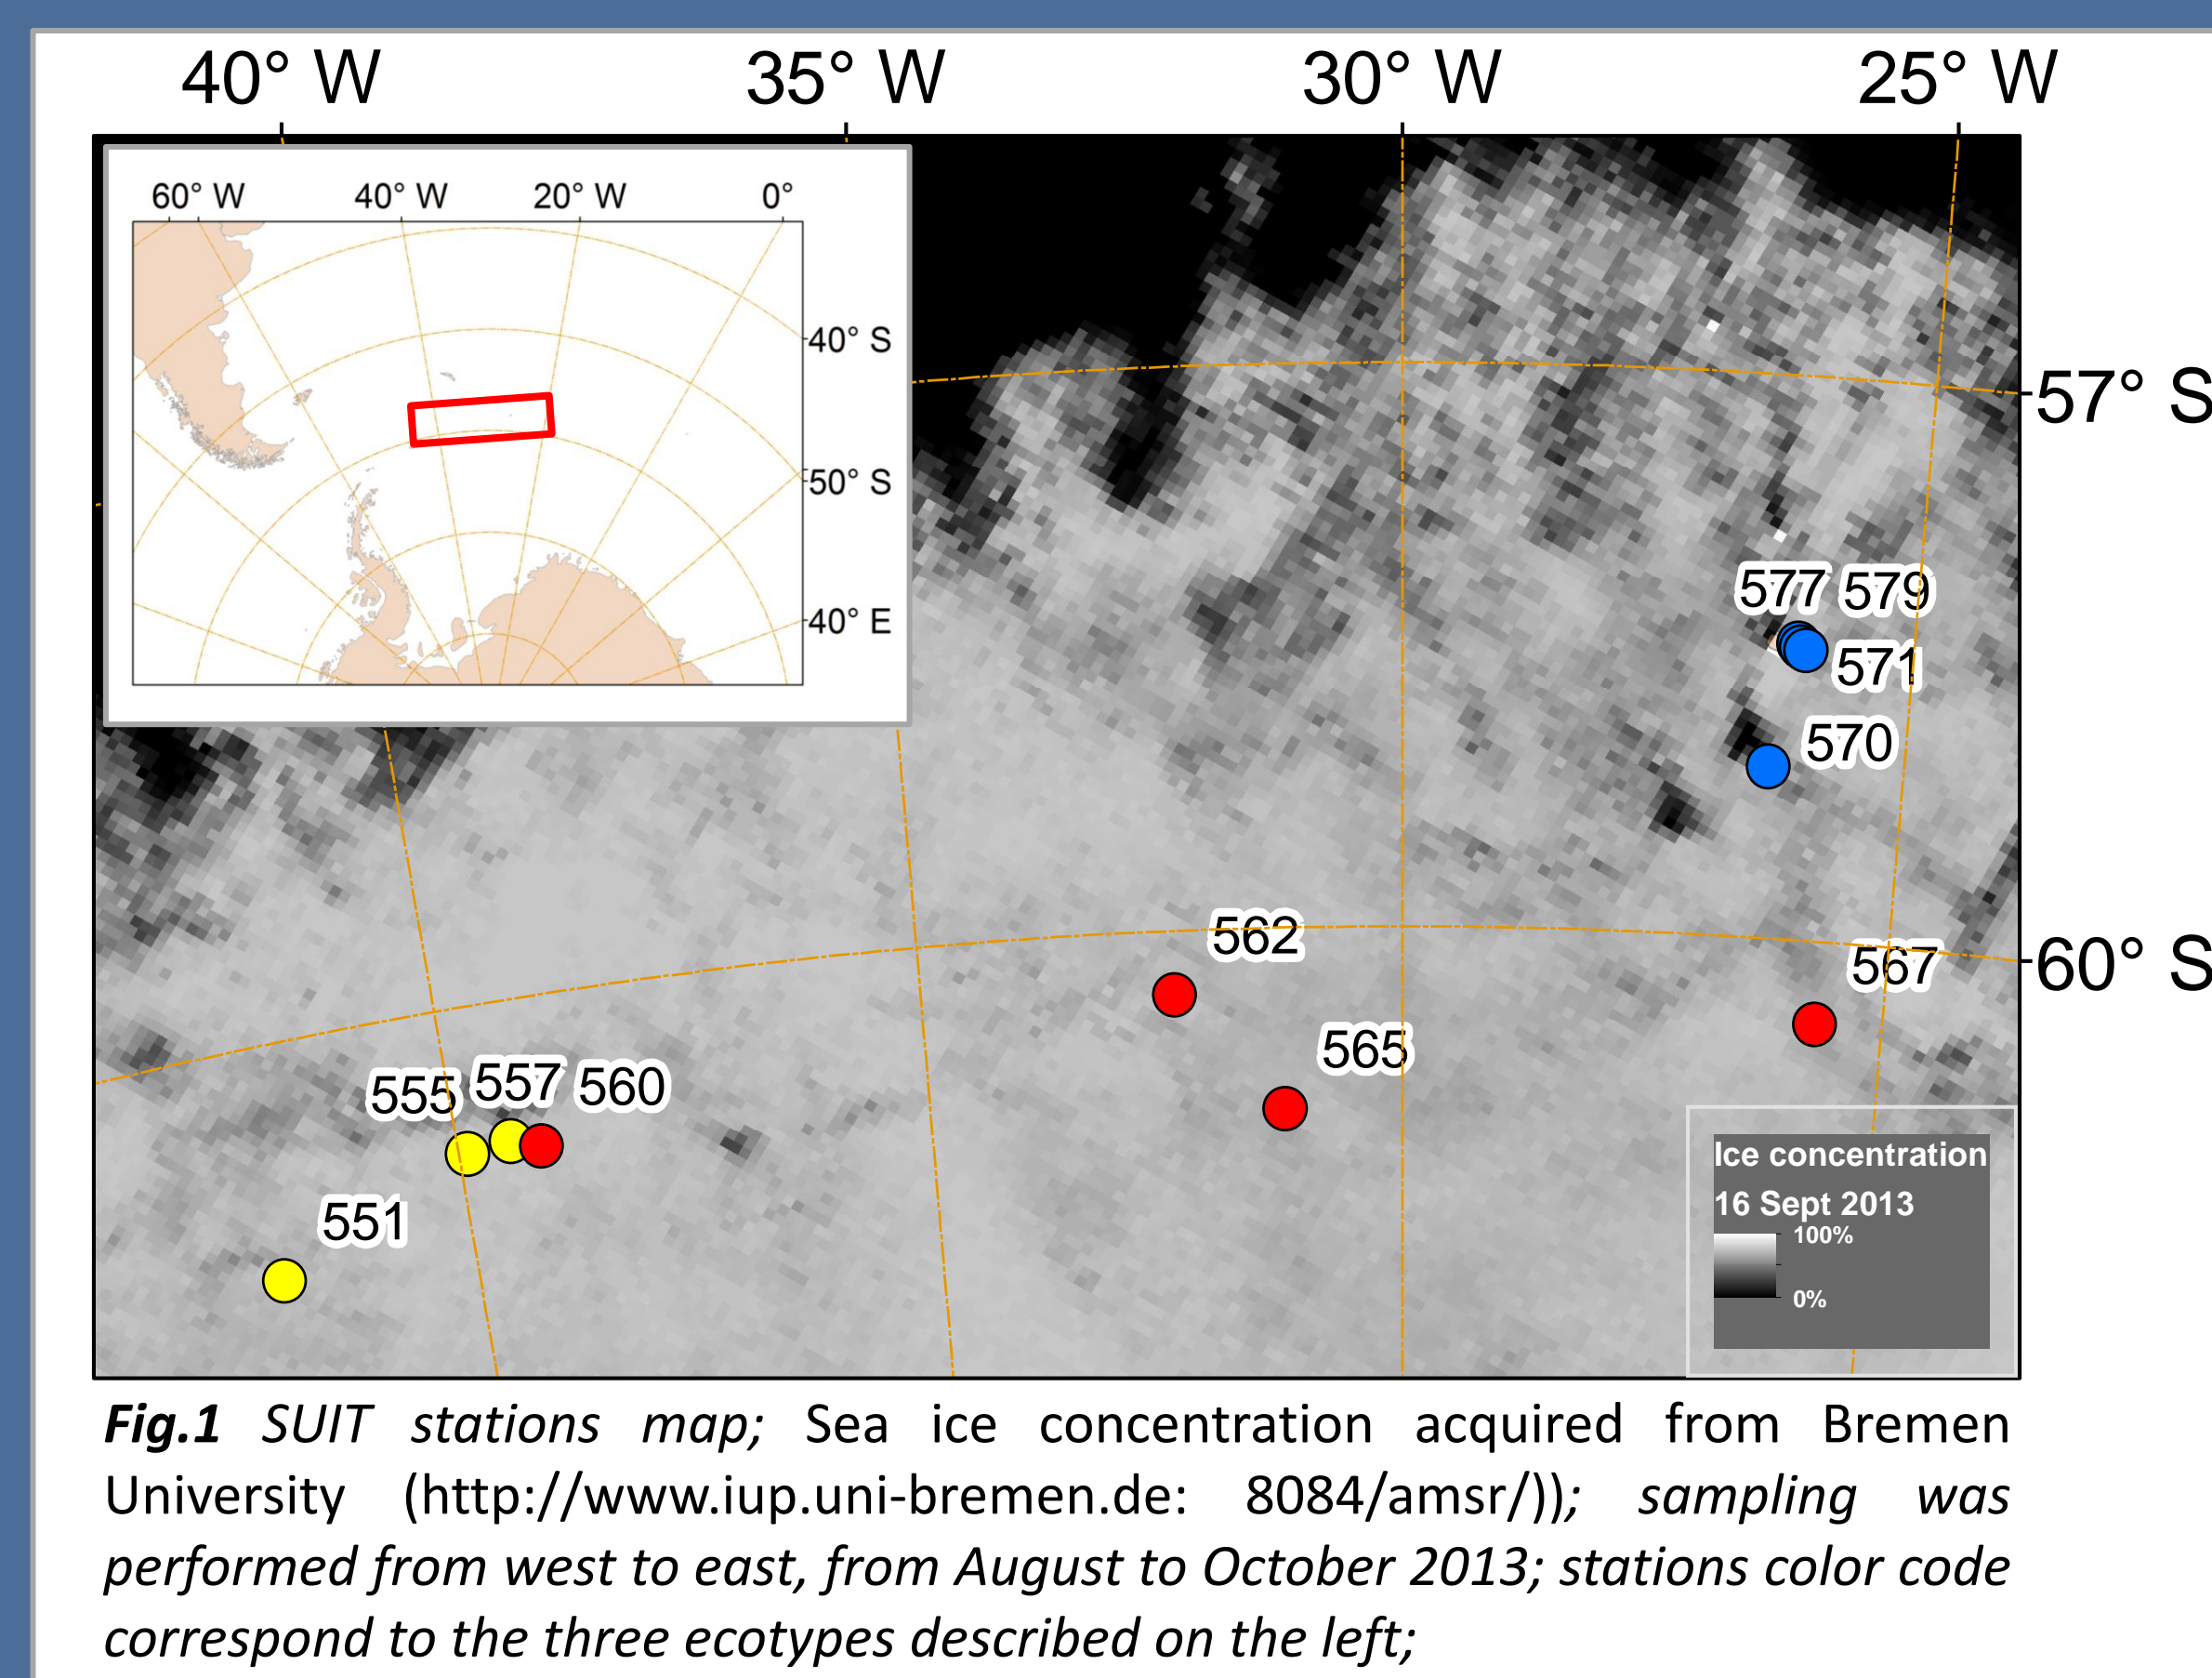 40° W 35° W 30° W 25° W
60° W 40° W 20° W 0°
40° S
50° S
40° E
57° S
577 579
571
570
60° S
562
567
565
555 557 560
551
Ice concentration
16 Sept 2013
100%
0%
Fig.1 SUIT stations map; Sea ice concentration acquired from Bremen
University (http://www.iup.uni-bremen.de: 8084/amsr/)); sampling was
performed from west to east, from August to October 2013; stations color code
correspond to the three ecotypes described on the left;